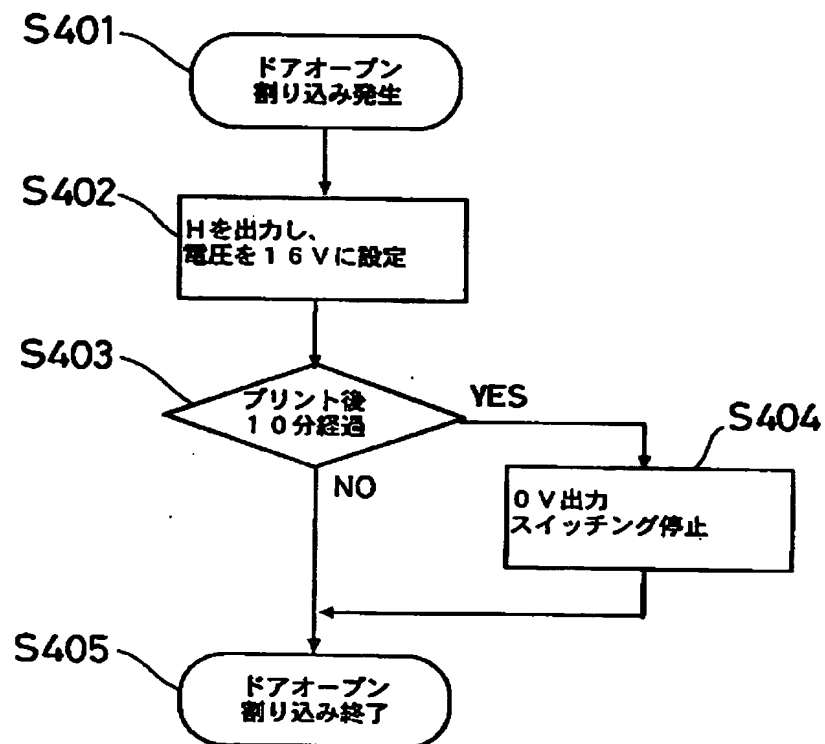 S401
ドアオープン
割り込み発生
S402
Hを出力し、
電圧を16Vに設定
S403
プリント後
10分経過
YES
S404
NO
0V出力
スイッチング停止
S405
ドアオープン
割り込み終了